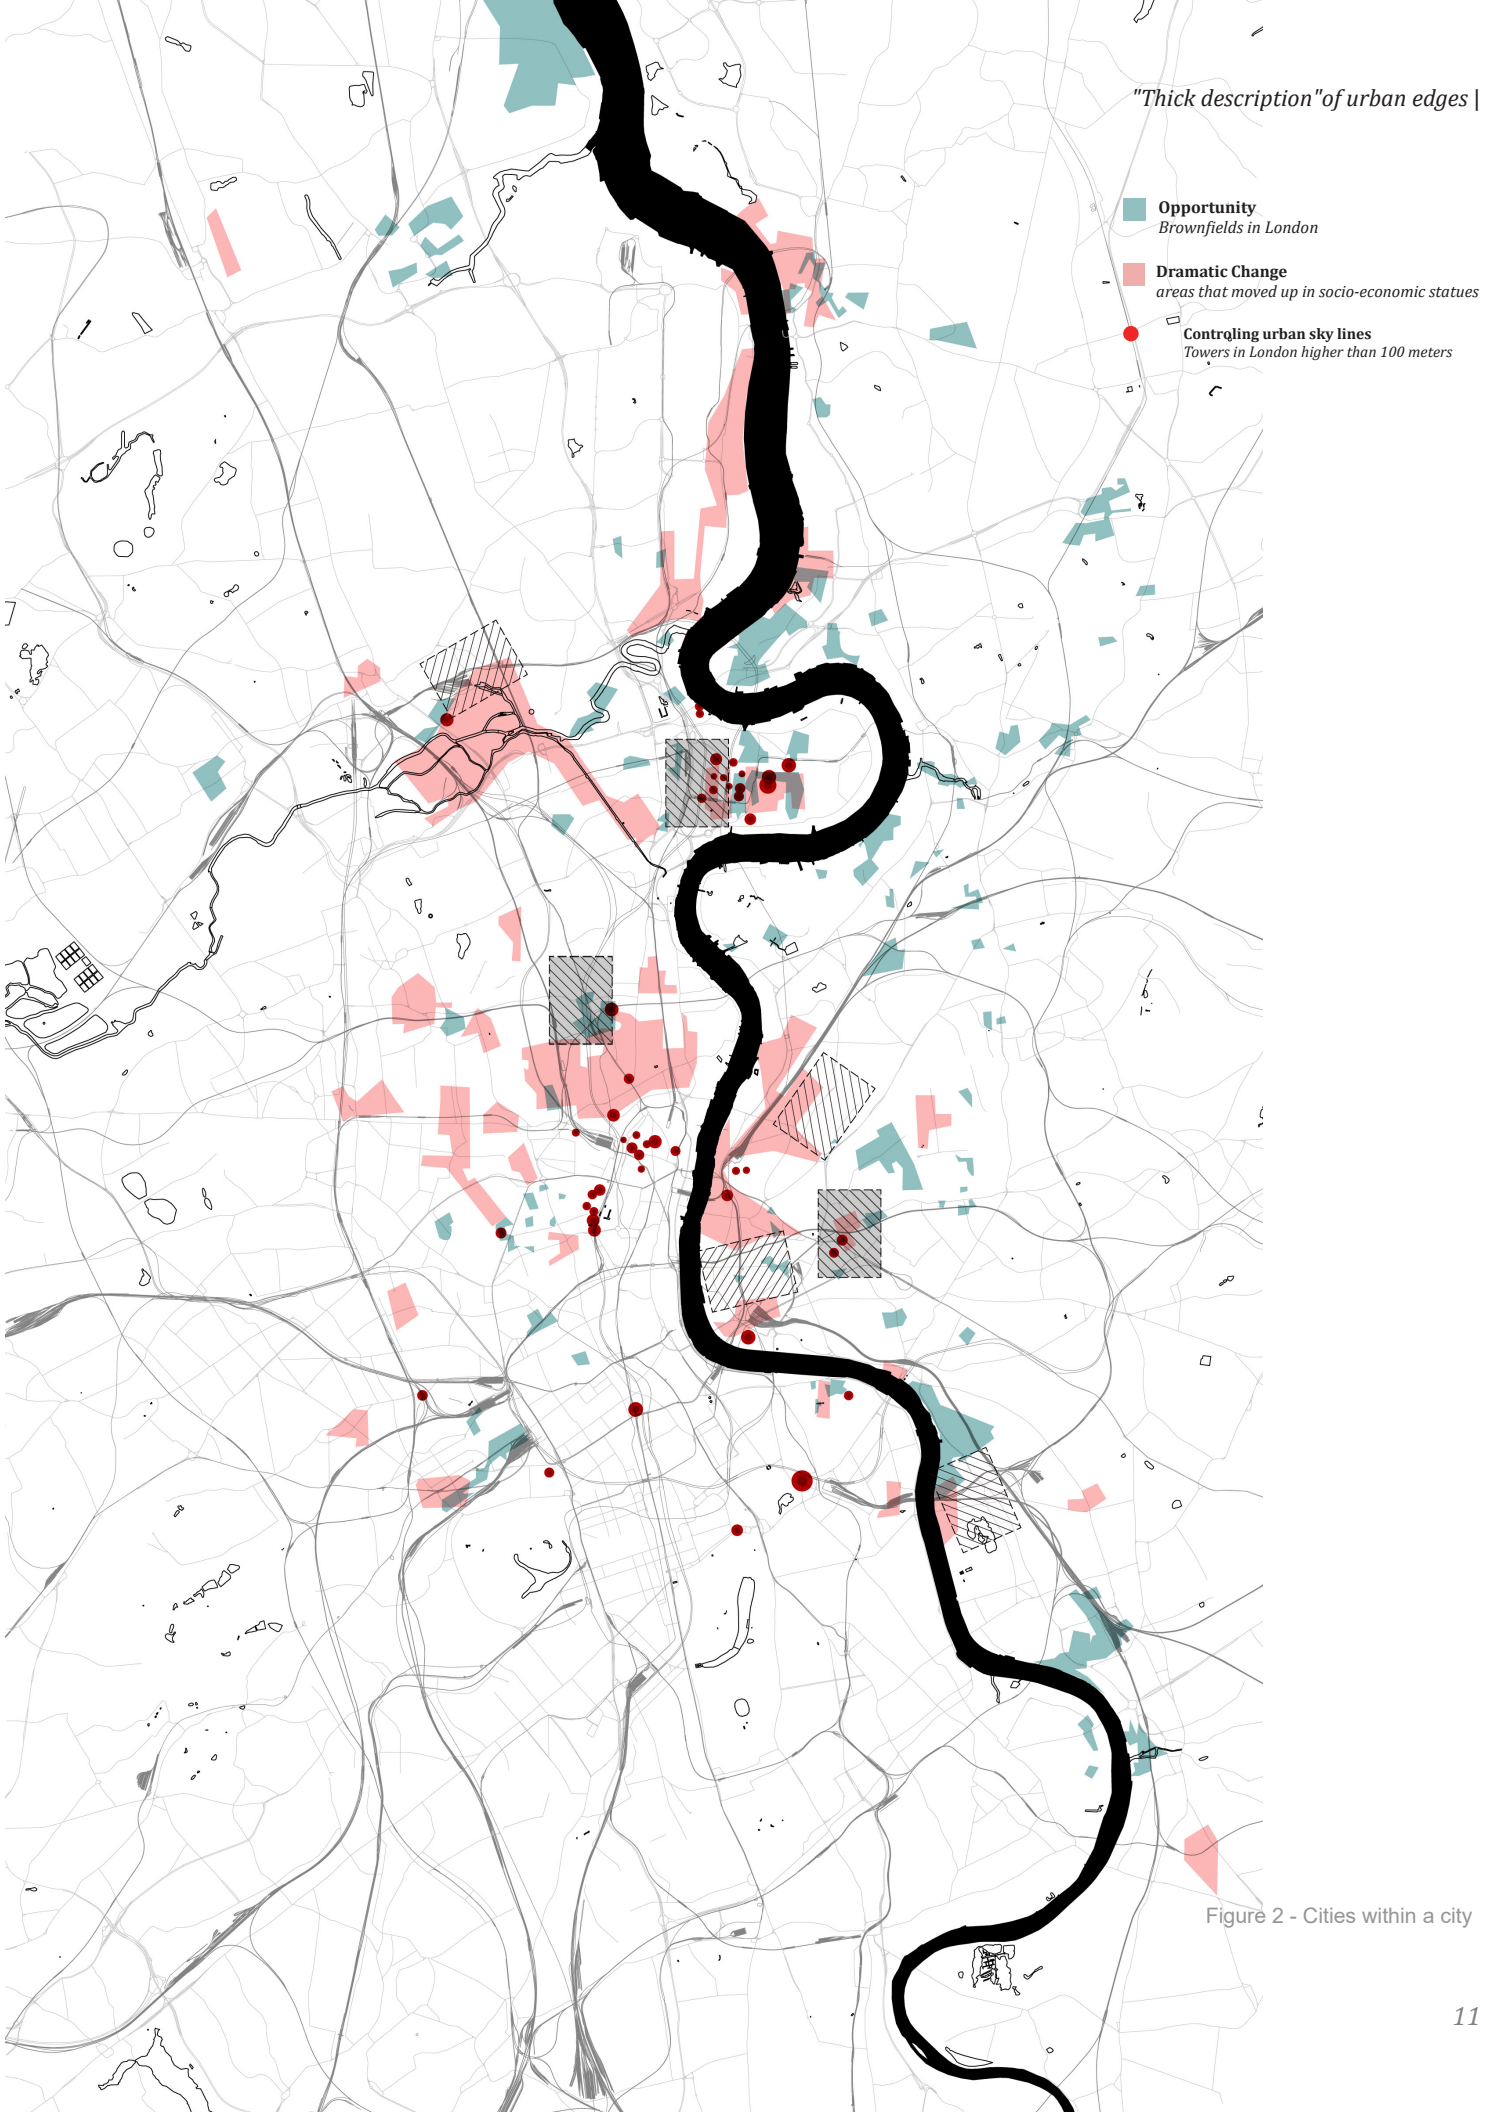 "Thick description"of urban edges |
Opportunity
Brownfields in London
Dramatic Change
areas that moved up in socio-economic statues
Controling urban sky lines
Towers in London higher than 100 meters
Figure 2 - Cities within a city
11